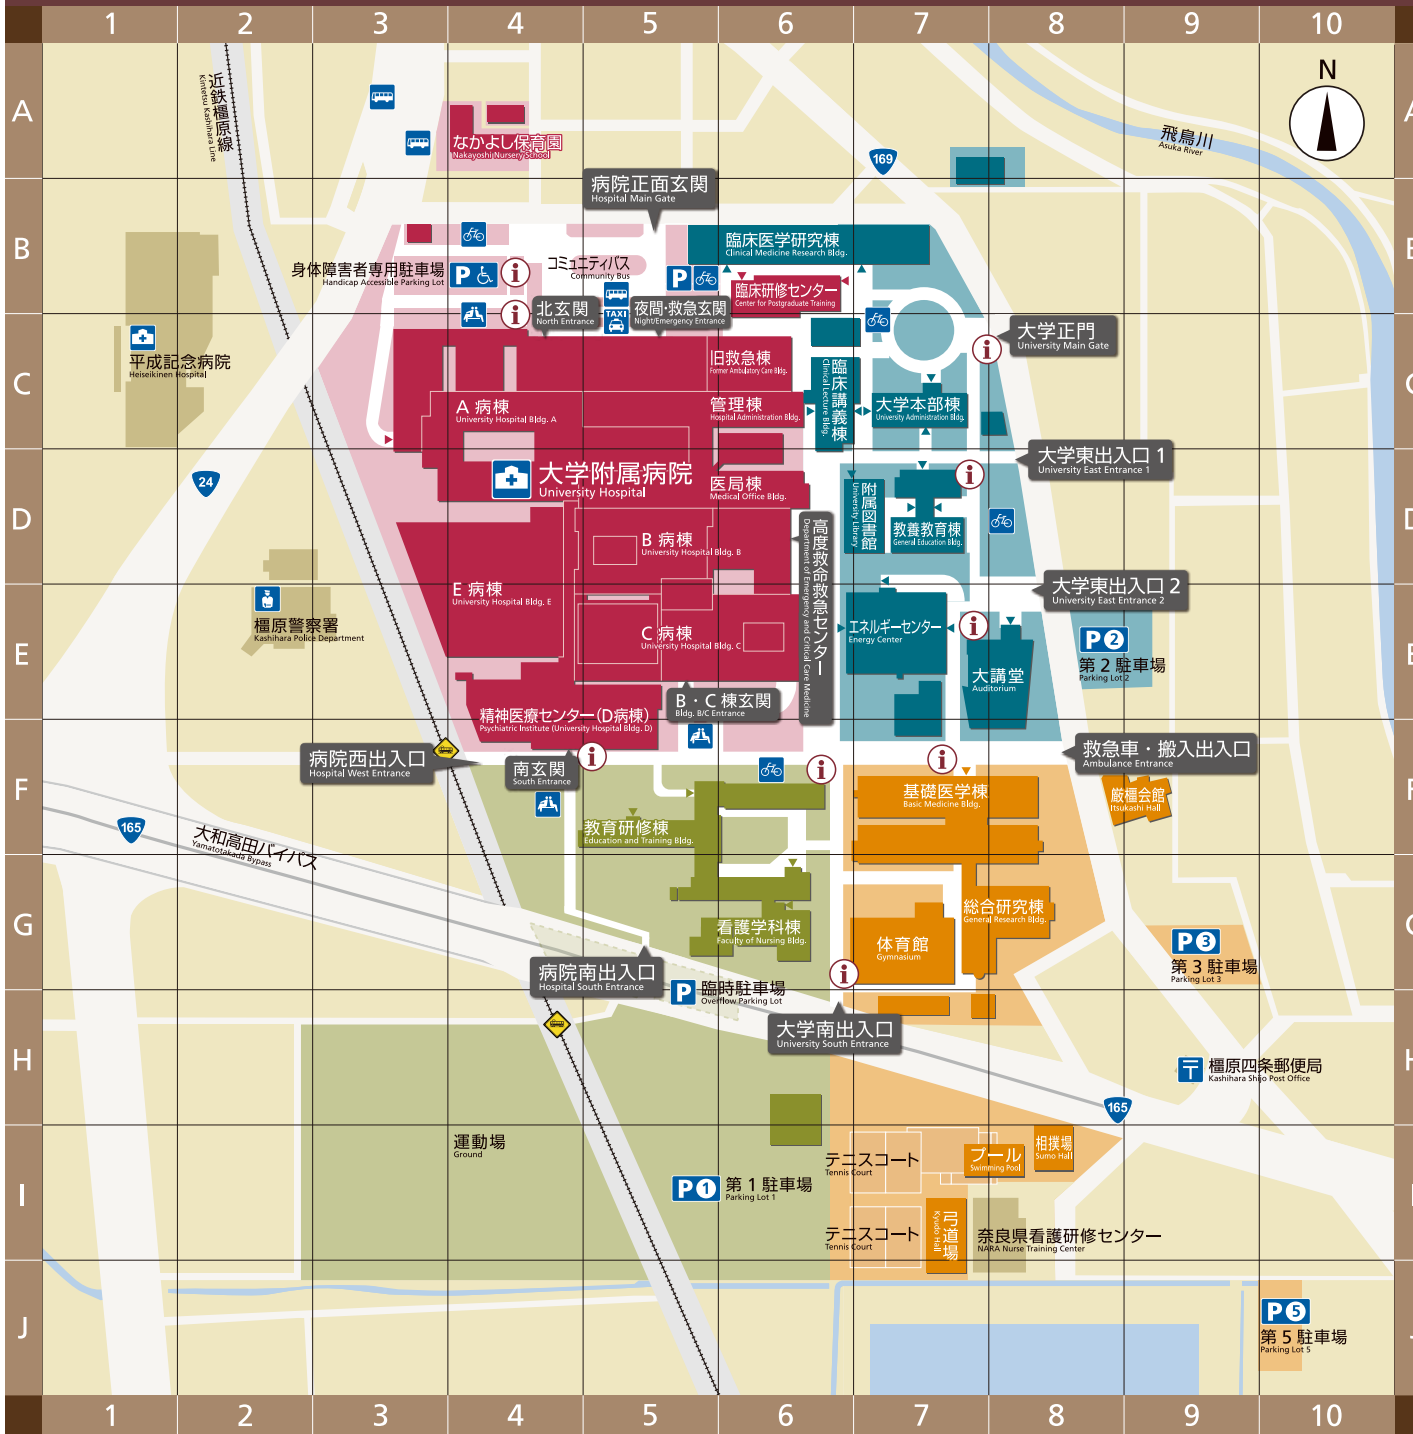 1 2 3 4 5 6 7 8 9 10
A
B
C
D
E
F
G
H
I
J
N
近鉄橿原線
Kintetsu Kashihara Line
なかよし保育園
Nakayoshi Nursery School
169
飛鳥川
Asuka River
病院正面玄関
Hospital Main Gate
臨床医学研究棟
Clinical Medicine Research Bldg.
身体障害者専用駐車場
Handicap Accessible Parking Lot
P
i
コミュニティバス
Community Bus
P
臨床研修センター
Center for Postgraduate Training
i
北玄関
North Entrance
TAXI
夜間・救急玄関
Night/Emergency Entrance
大学正門
University Main Gate
i
平成記念病院
Heiseikinen Hospital
旧救急棟
Former Ambulatory Care Bldg.
臨床講義棟
Clinical Lecture Bldg.
A 病棟
University Hospital Bldg. A
管理棟
Hospital Administration Bldg.
大学本部棟
University Administration Bldg.
大学東出入口 1
University East Entrance 1
24
大学附属病院
University Hospital
医局棟
Medical Office Bldg.
附属図書館
University Library
i
教養教育棟
General Education Bldg.
B 病棟
University Hospital Bldg. B
高度救命救急センター
Department of Emergency and Critical Care Medicine
E 病棟
University Hospital Bldg. E
大学東出入口 2
University East Entrance 2
橿原警察署
Kashihara Police Department
C 病棟
University Hospital Bldg. C
エネルギーセンター
Energy Center
i
P 2
第 2 駐車場
Parking Lot 2
大講堂
Auditorium
精神医療センター(D病棟)
Psychiatric Institute (University Hospital Bldg. D)
B・C 棟玄関
Bldg. B/C Entrance
病院西出入口
Hospital West Entrance
南玄関
South Entrance
i
i
i
救急車・搬入出入口
Ambulance Entrance
基礎医学棟
Basic Medicine Bldg.
厳橿会館
Itsukashi Hall
165
大和高田バイパス
Yamatotakada Bypass
教育研修棟
Education and Training Bldg.
看護学科棟
Faculty of Nursing Bldg.
総合研究棟
General Research Bldg.
体育館
Gymnasium
P 3
第 3 駐車場
Parking Lot 3
病院南出入口
Hospital South Entrance
i
P
臨時駐車場
Overflow Parking Lot
大学南出入口
University South Entrance
橿原四条郵便局
Kashihara Shijo Post Office
165
運動場
Ground
テニスコート
Tennis Court
プール
Swimming Pool
相撲場
Sumo Hall
P 1
第 1 駐車場
Parking Lot 1
テニスコート
Tennis Court
弓道場
Kyudo Hall
奈良県看護研修センター
NARA Nurse Training Center
P 5
第 5 駐車場
Parking Lot 5
A
B
C
D
E
F
G
H
I
J
1 2 3 4 5 6 7 8 9 10